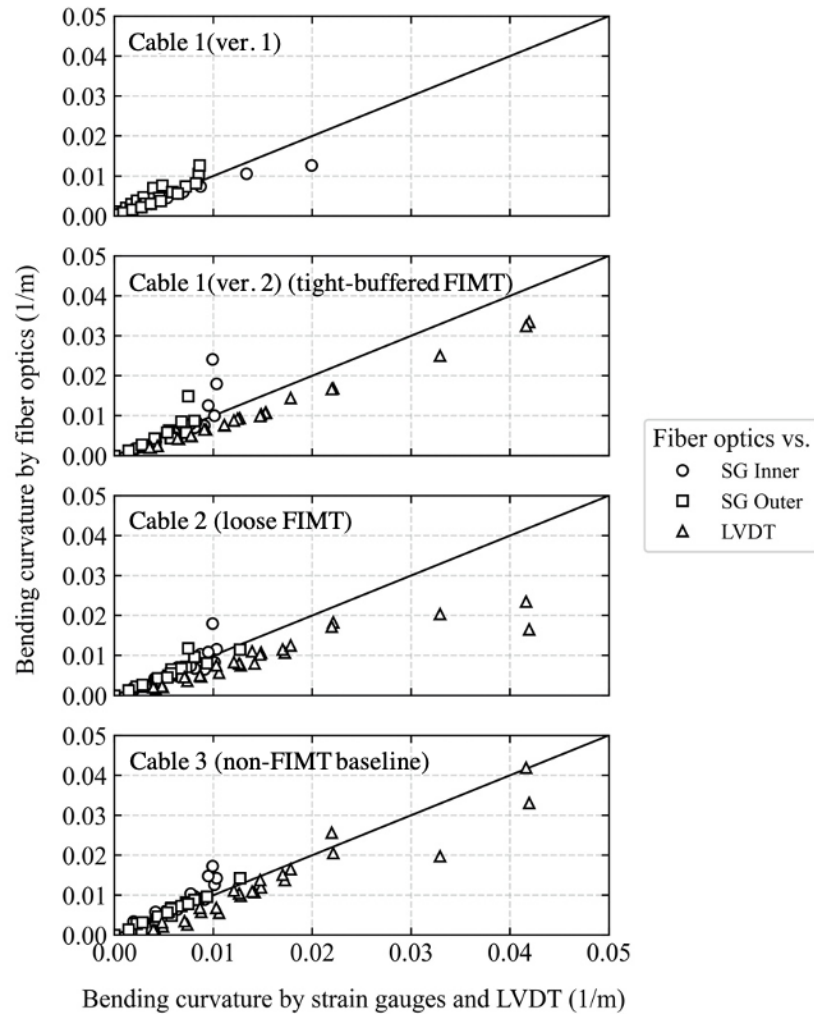 0.05
Cable 1(ver. 1)
0.04
0.03
0.02
0.01
0.00
0.05
Cable 1(ver. 2) (tight-buffered FIMT)
0.04
0.03
0.02
0.01
0.00
0.05
Cable 2 (loose FIMT)
0.04
0.03
0.02
0.01
0.00
0.05
Cable 3 (non-FIMT baseline)
0.04
0.03
0.02
0.01
0.00
0.00 0.01 0.02 0.03 0.04 0.05
Bending curvature by strain gauges and LVDT (1/m)
Bending curvature by fiber optics (1/m)
Fiber optics vs.
SG Inner
SG Outer
LVDT